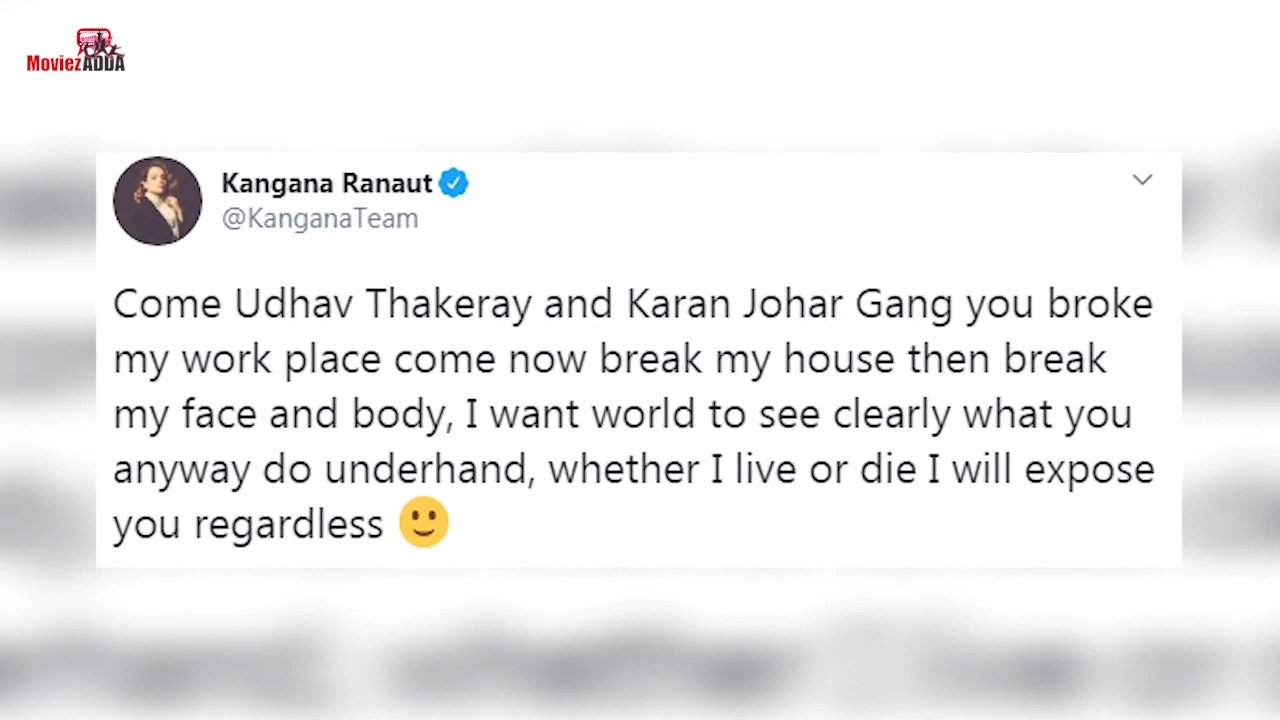 MoviezADDA
Kangana Ranaut
@KanganaTeam
Come Udhav Thakeray and Karan Johar Gang you broke
my work place come now break my house then break
my face and body, I want world to see clearly what you
anyway do underhand, whether I live or die I will expose
you regardless 🙂